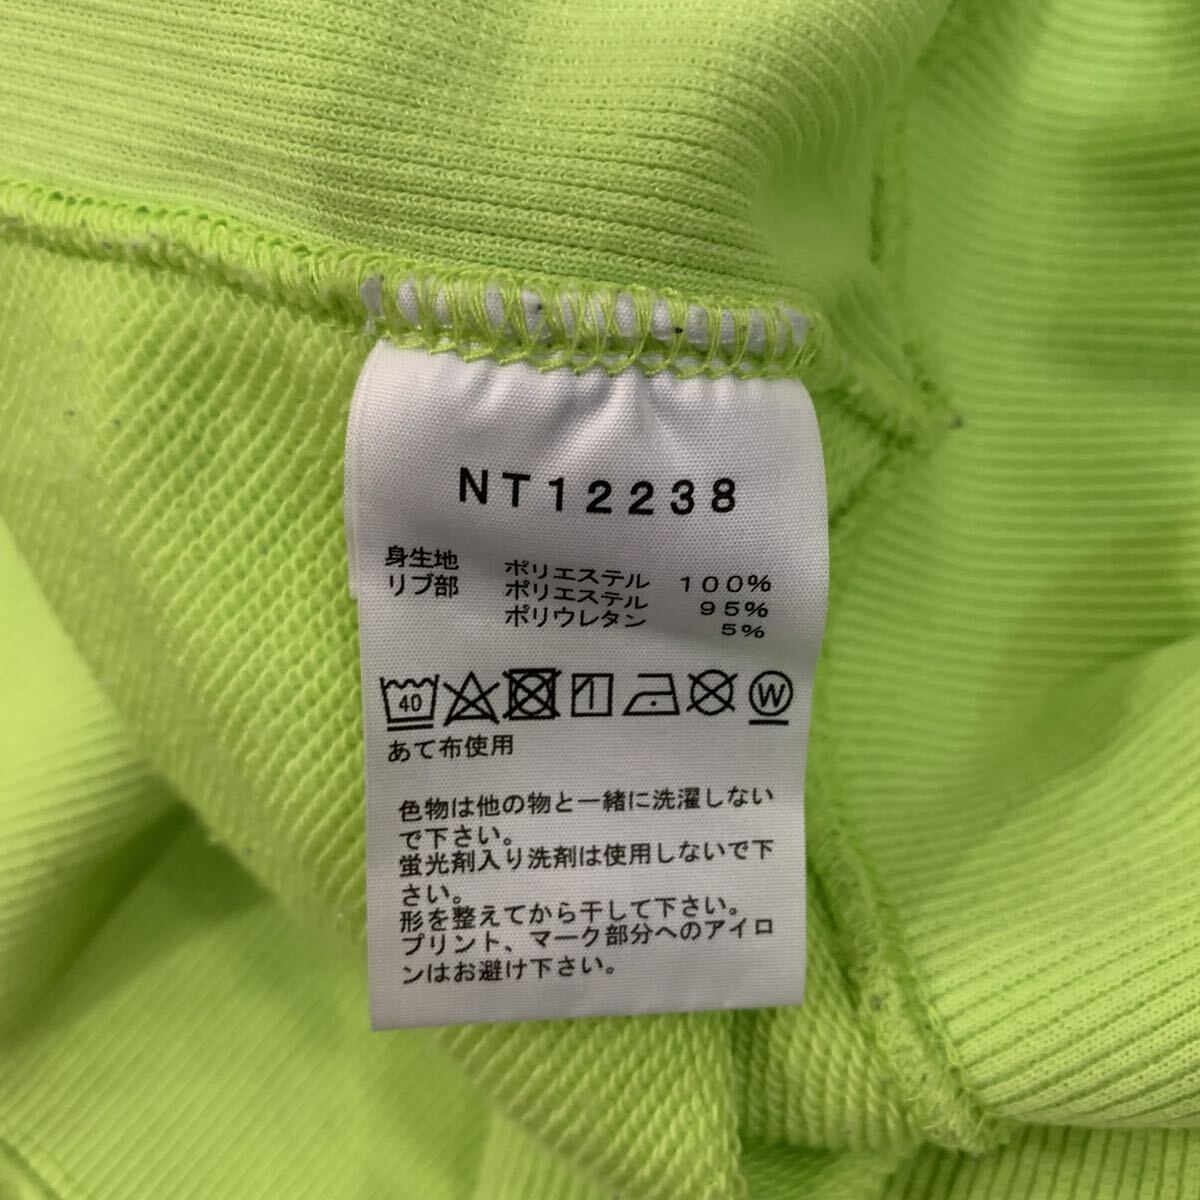 NT12238
身生地 ポリエステル 100%
リブ部 ポリエステル 95%
ポリウレタン 5%
40 W
あて布使用
色物は他の物と一緒に洗濯しない
で下さい。
蛍光剤入り洗剤は使用しないで下
さい。
形を整えてから干して下さい。
プリント、マーク部分へのアイロ
ンはお避け下さい。